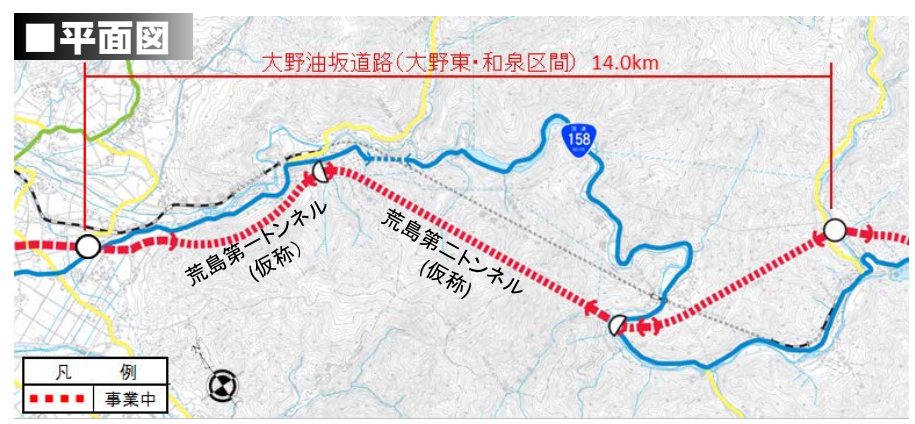 ■平面図
大野油坂道路(大野東・和泉区間) 14.0km
158
荒島第一トンネル
(仮称)
荒島第二トンネル
(仮称)
N
凡 例
事業中